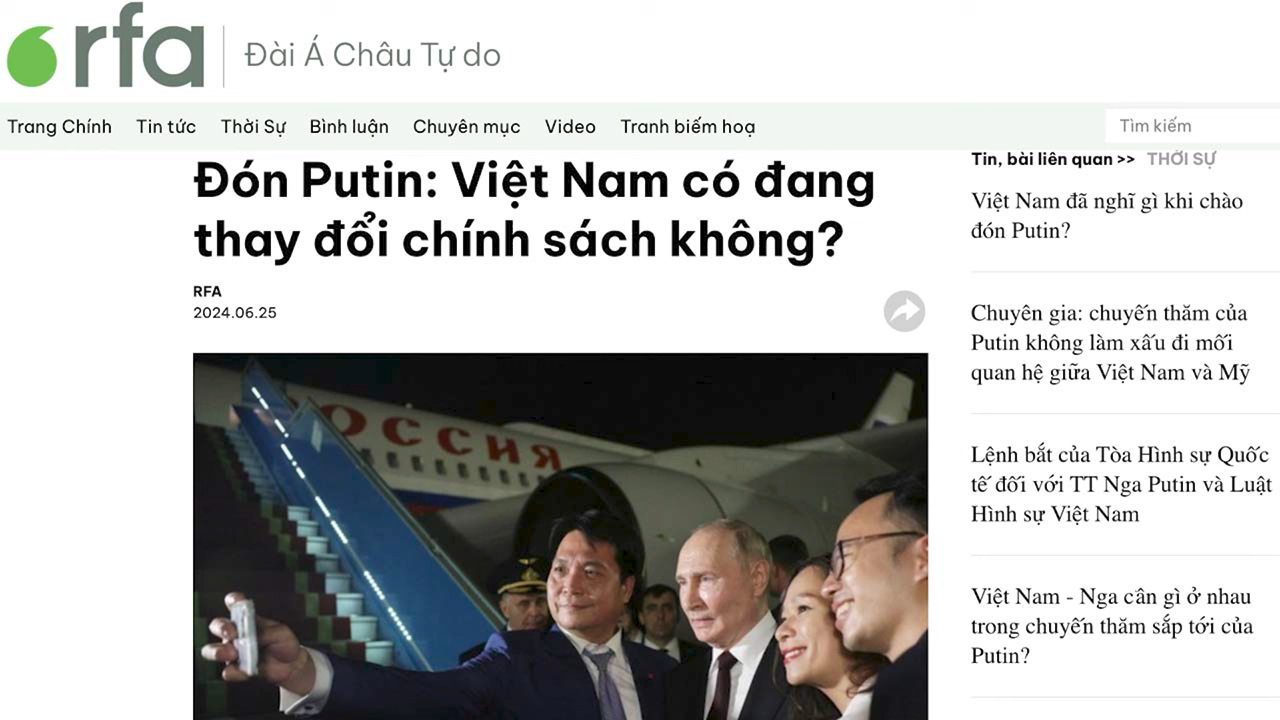 rfa
Đài Á Châu Tự do
Trang Chính Tin tức Thời Sự Bình luận Chuyên mục Video Tranh biếm hoạ
Tìm kiếm
Đón Putin: Việt Nam có đang
thay đổi chính sách không?
RFA
2024.06.25
РОССИЯ
Tin, bài liên quan >> THỜI SỰ
Việt Nam đã nghĩ gì khi chào
đón Putin?
Chuyên gia: chuyến thăm của
Putin không làm xấu đi mối
quan hệ giữa Việt Nam và Mỹ
Lệnh bắt của Tòa Hình sự Quốc
tế đối với TT Nga Putin và Luật
Hình sự Việt Nam
Việt Nam - Nga cân gì ở nhau
trong chuyến thăm sắp tới của
Putin?